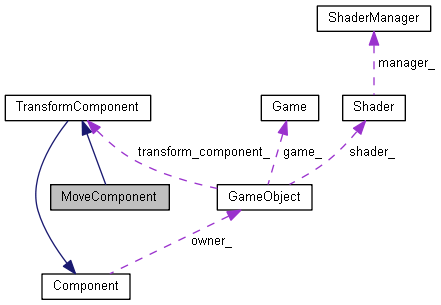 ShaderManager
manager_
TransformComponent
Game
Shader
transform_component_
game_
shader_
MoveComponent
GameObject
owner_
Component